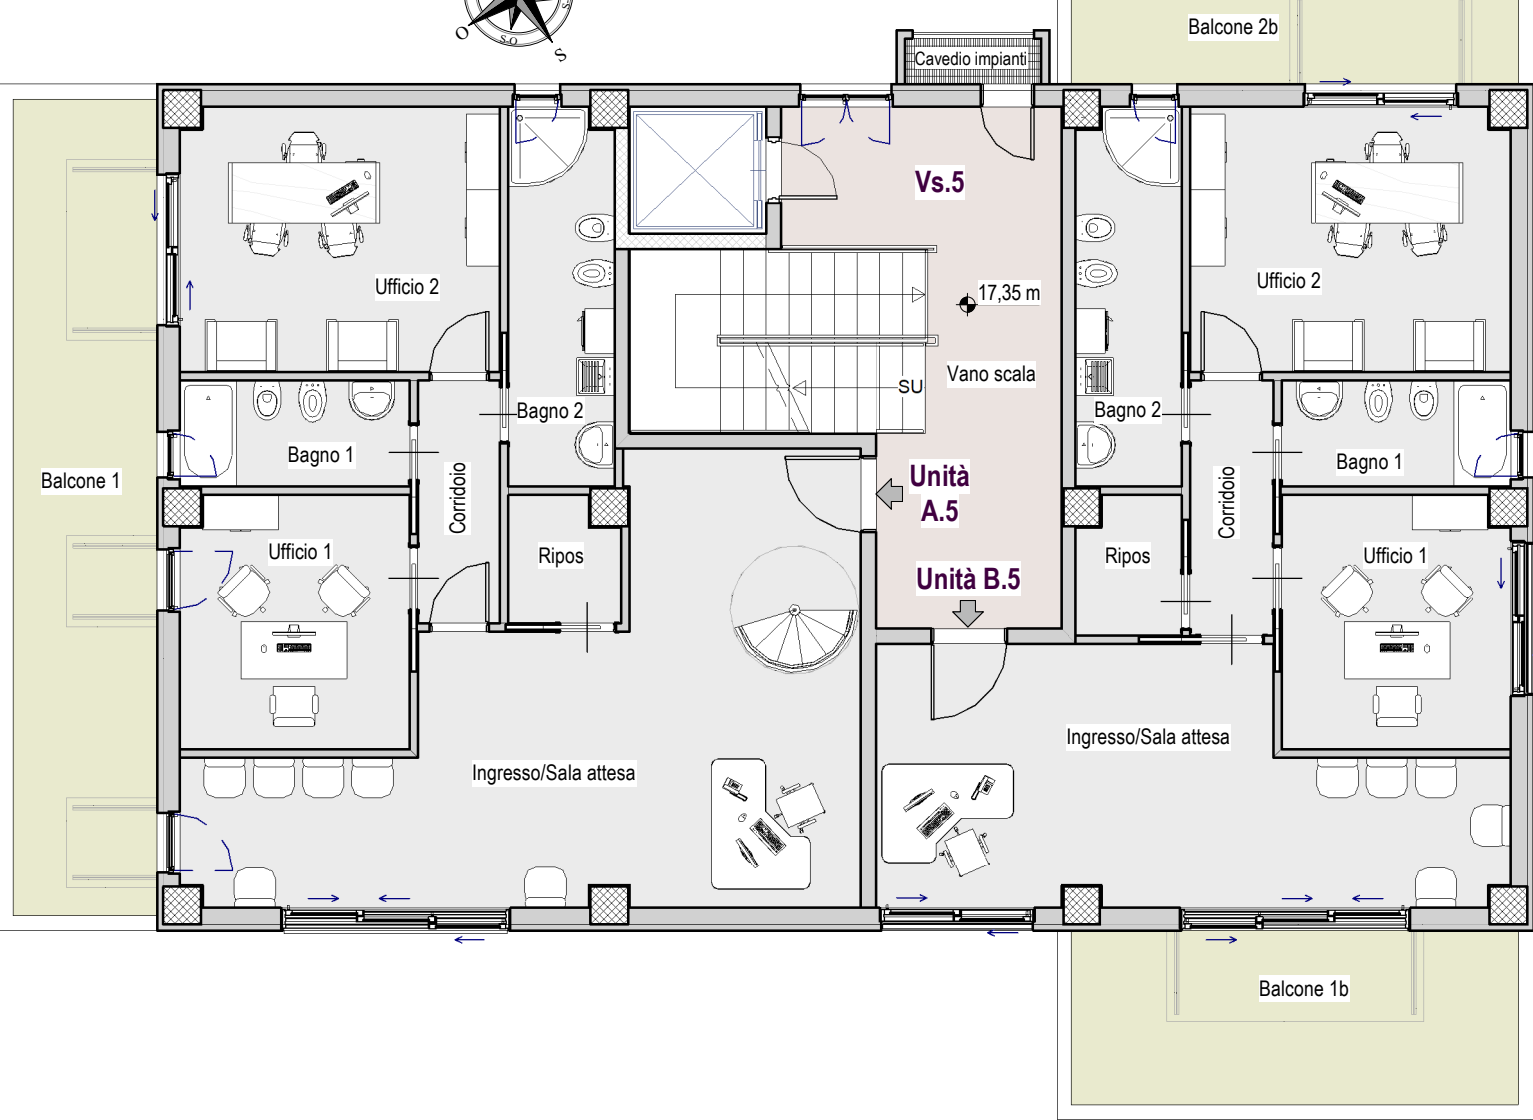 Balcone 2b
O
SO
S
S-
Cavedio impianti
Vs.5
Ufficio 2
17,35 m
Ufficio 2
Vano scala
SU
Bagno 2
Bagno 2
Bagno 1
Bagno 1
Balcone 1
Corridoio
Unità
A.5
Corridoio
Ufficio 1
Ripos
Ripos
Ufficio 1
Unità B.5
Ingresso/Sala attesa
Ingresso/Sala attesa
Balcone 1b